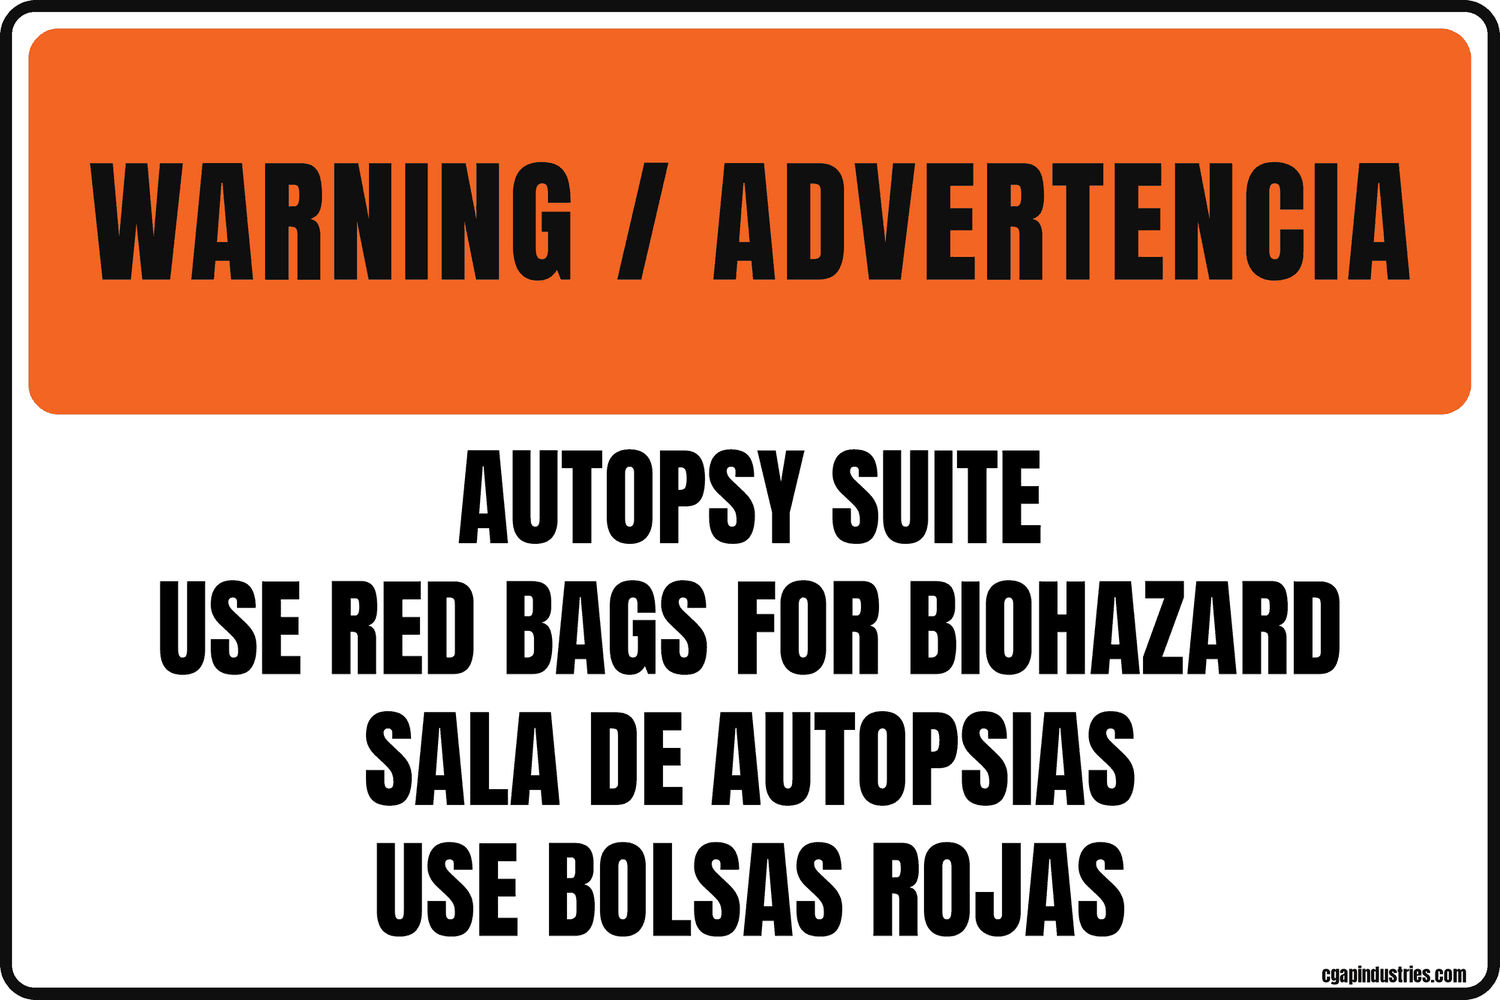 WARNING / ADVERTENCIA
AUTOPSY SUITE
USE RED BAGS FOR BIOHAZARD
SALA DE AUTOPSIAS
USE BOLSAS ROJAS
cgapindustries.com